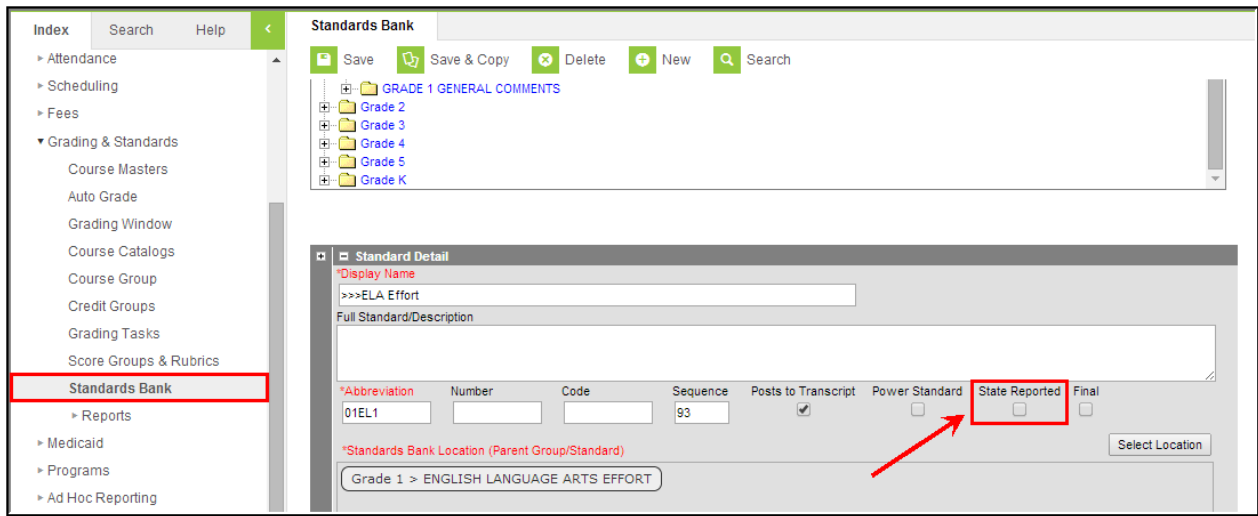 Index Search Help <
Attendance
Scheduling
Fees
Grading & Standards
Course Masters
Auto Grade
Grading Window
Course Catalogs
Course Group
Credit Groups
Grading Tasks
Score Groups & Rubrics
Standards Bank
Reports
Medicaid
Programs
Ad Hoc Reporting
Standards Bank
Save Save & Copy Delete New Search
GRADE 1 GENERAL COMMENTS
Grade 2
Grade 3
Grade 4
Grade 5
Grade K
Standard Detail
*Display Name
>>>ELA Effort
Full Standard/Description
*Abbreviation Number Code Sequence Posts to Transcript Power Standard State Reported Final
01EL1 93
*Standards Bank Location (Parent Group/Standard) Select Location
Grade 1 > ENGLISH LANGUAGE ARTS EFFORT